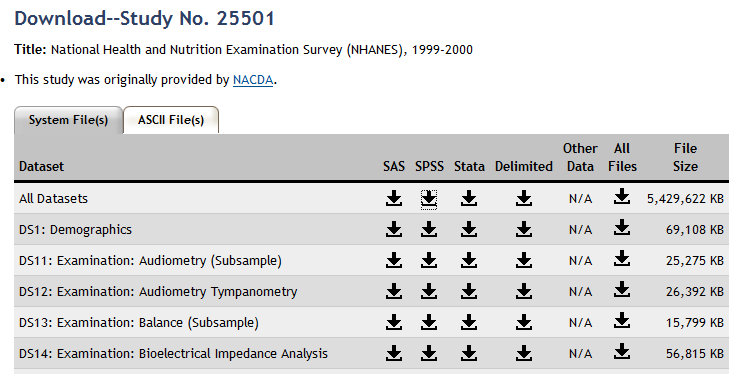 Download--Study No. 25501
Title: National Health and Nutrition Examination Survey (NHANES), 1999-2000
• This study was originally provided by NACDA.
System File(s) ASCII File(s)
Dataset SAS SPSS Stata Delimited Other Data All Files File Size
All Datasets N/A 5,429,622 KB
DS1: Demographics N/A 69,108 KB
DS11: Examination: Audiometry (Subsample) N/A 25,275 KB
DS12: Examination: Audiometry Tympanometry N/A 26,392 KB
DS13: Examination: Balance (Subsample) N/A 15,799 KB
DS14: Examination: Bioelectrical Impedance Analysis N/A 56,815 KB